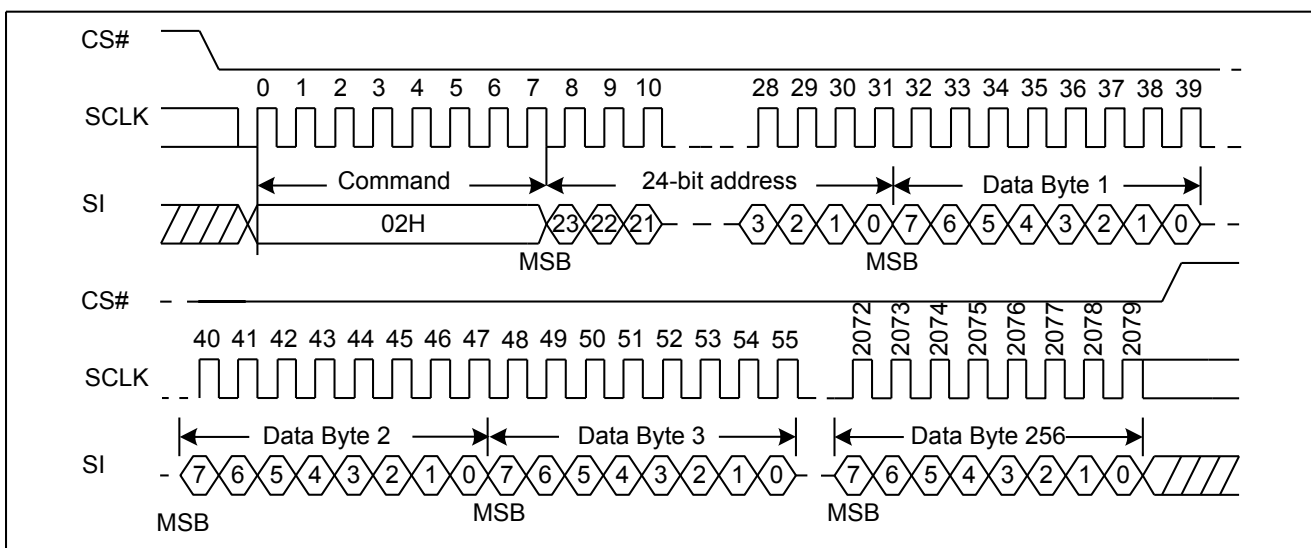 CS#
0 1 2 3 4 5 6 7 8 9 10 28 29 30 31 32 33 34 35 36 37 38 39
SCLK
Command 24-bit address Data Byte 1
SI
02H 23 22 21 3 2 1 0 7 6 5 4 3 2 1 0
MSB MSB
CS#
40 41 42 43 44 45 46 47 48 49 50 51 52 53 54 55 2072 2073 2074 2075 2076 2077 2078 2079
SCLK
Data Byte 2 Data Byte 3 Data Byte 256
SI 7 6 5 4 3 2 1 0 7 6 5 4 3 2 1 0 7 6 5 4 3 2 1 0
MSB MSB MSB